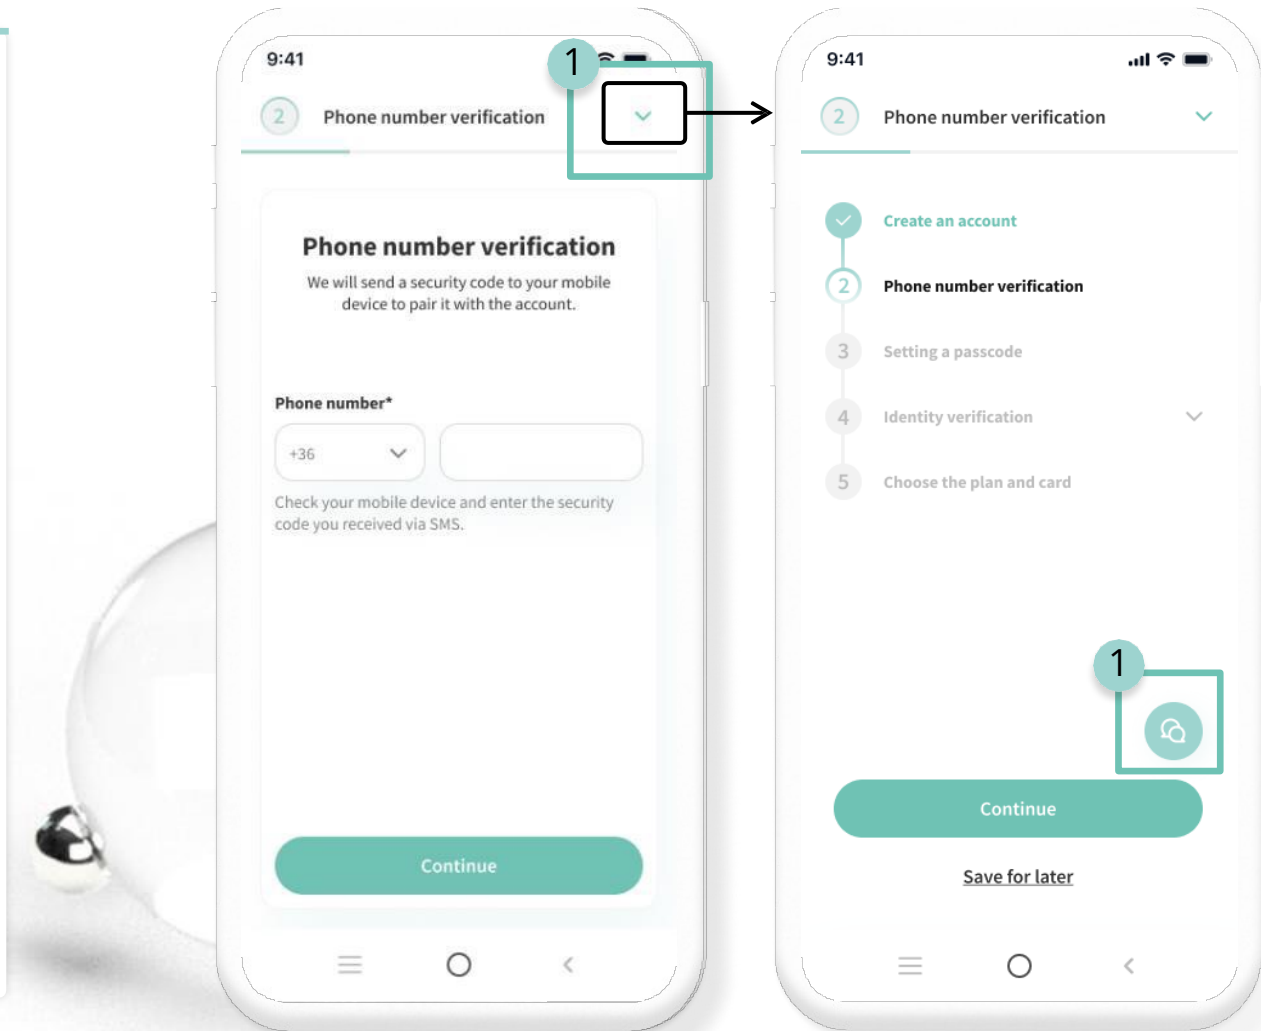 9:41
1
2
Phone number verification
Phone number verification
We will send a security code to your mobile
device to pair it with the account.
Phone number*
+36
Check your mobile device and enter the security
code you received via SMS.
Continue
9:41
2
Phone number verification
Create an account
2
Phone number verification
3
Setting a passcode
4
Identity verification
5
Choose the plan and card
1
Continue
Save for later